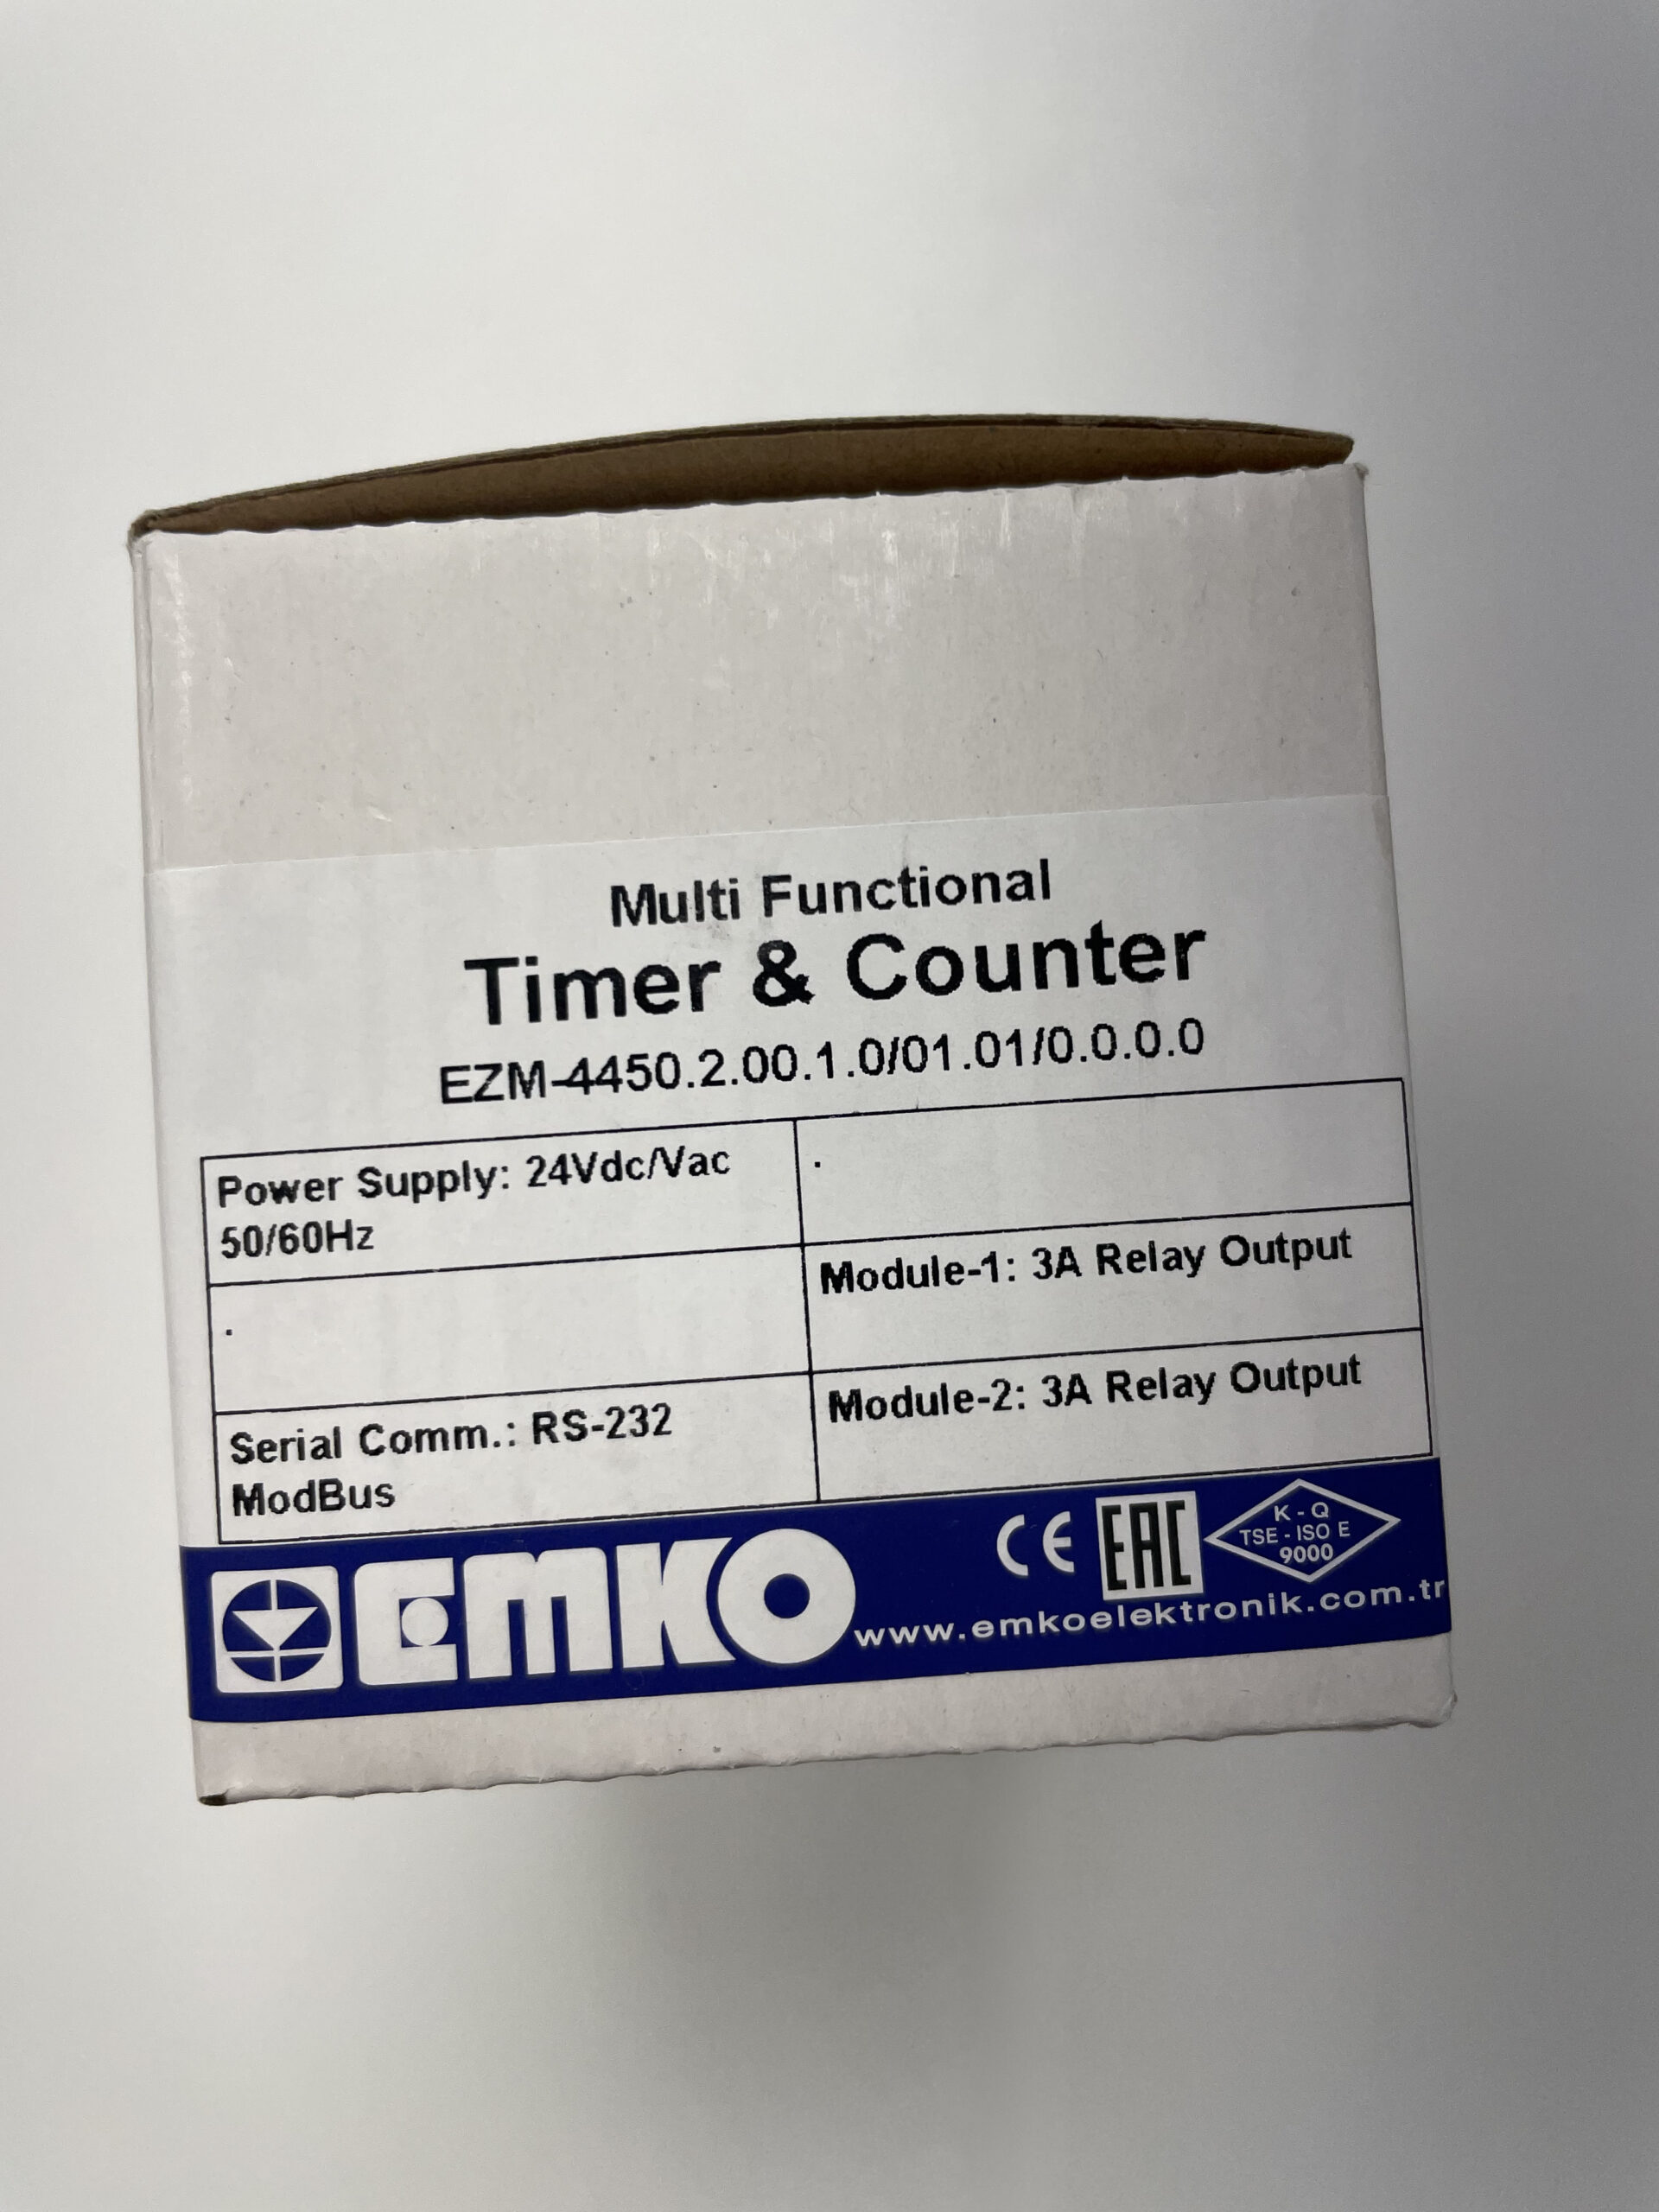 Multi Functional
Timer & Counter
EZM-4450.2.00.1.0/01.01/0.0.0.0
Power Supply: 24Vdc/Vac
50/60Hz
.
.
Module-1: 3A Relay Output
Serial Comm.: RS-232
ModBus
Module-2: 3A Relay Output
EMKO
CE
EAC
K - Q
TSE - ISO E
9000
www.emkoelektronik.com.tr